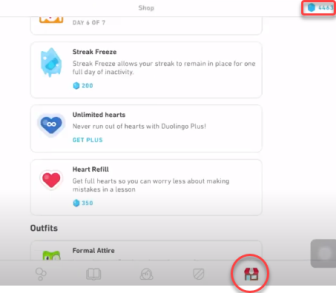 Shop
DAY 6 OF 7
Streak Freeze
Streak Freeze allows your streak to remain in place for one
full day of inactivity.
200
Unlimited hearts
Never run out of hearts with Duolingo Plus!
GET PLUS
Heart Refill
Get full hearts so you can worry less about making
mistakes in a lesson
350
Outfits
Formal Attire